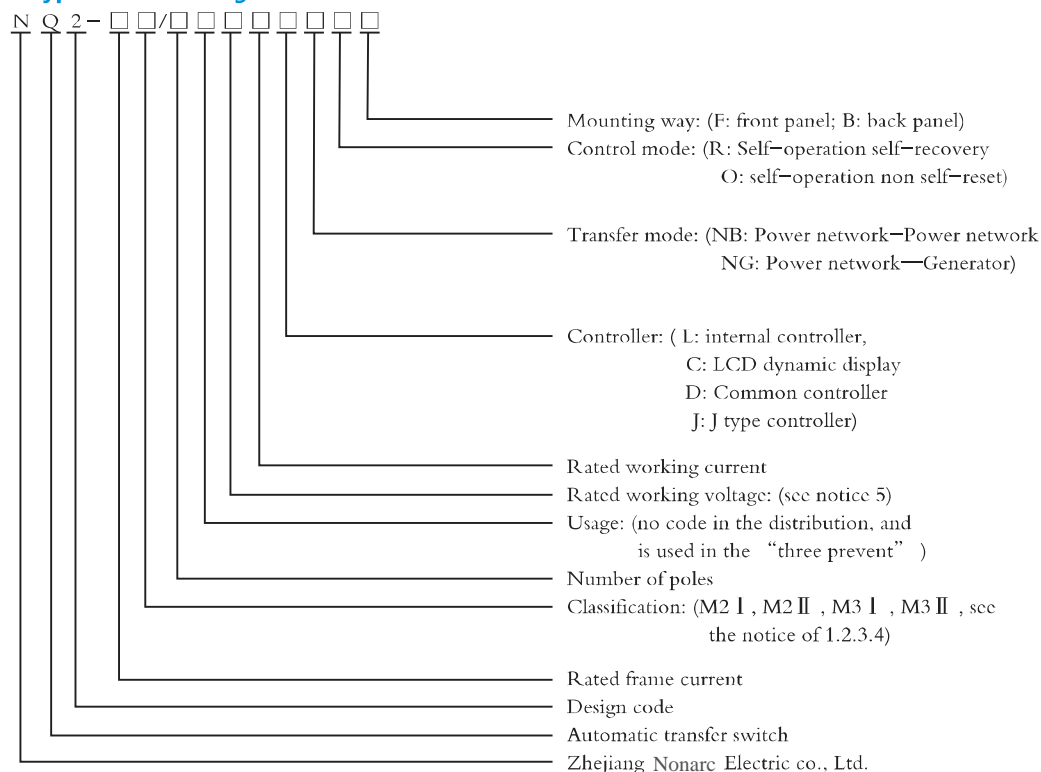 N Q 2- □ □/□ □ □ □ □ □ □ □
Mounting way: (F: front panel; B: back panel)
Control mode: (R: Self-operation self-recovery
O: self-operation non self-reset)
Transfer mode: (NB: Power network-Power network
NG: Power network—Generator)
Controller: ( L: internal controller,
C: LCD dynamic display
D: Common controller
J: J type controller)
Rated working current
Rated working voltage: (see notice 5)
Usage: (no code in the distribution, and
is used in the “three prevent” )
Number of poles
Classification: (M2 Ⅰ , M2 Ⅱ , M3 Ⅰ , M3 Ⅱ , see
the notice of 1.2.3.4)
Rated frame current
Design code
Automatic transfer switch
Zhejiang Nonarc Electric co., Ltd.